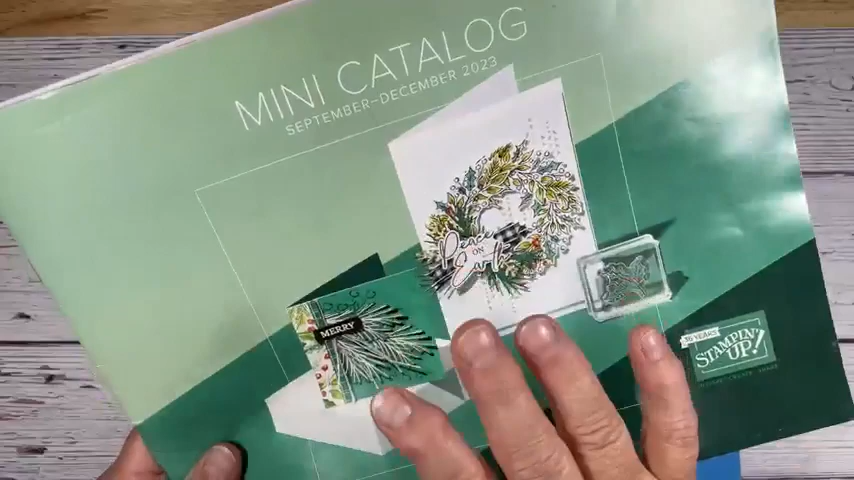 MINI CATALOG
SEPTEMBER–DECEMBER 2023
Peace
ON
Earth
MERRY
35 YEARS
STAMPIN'
UP!